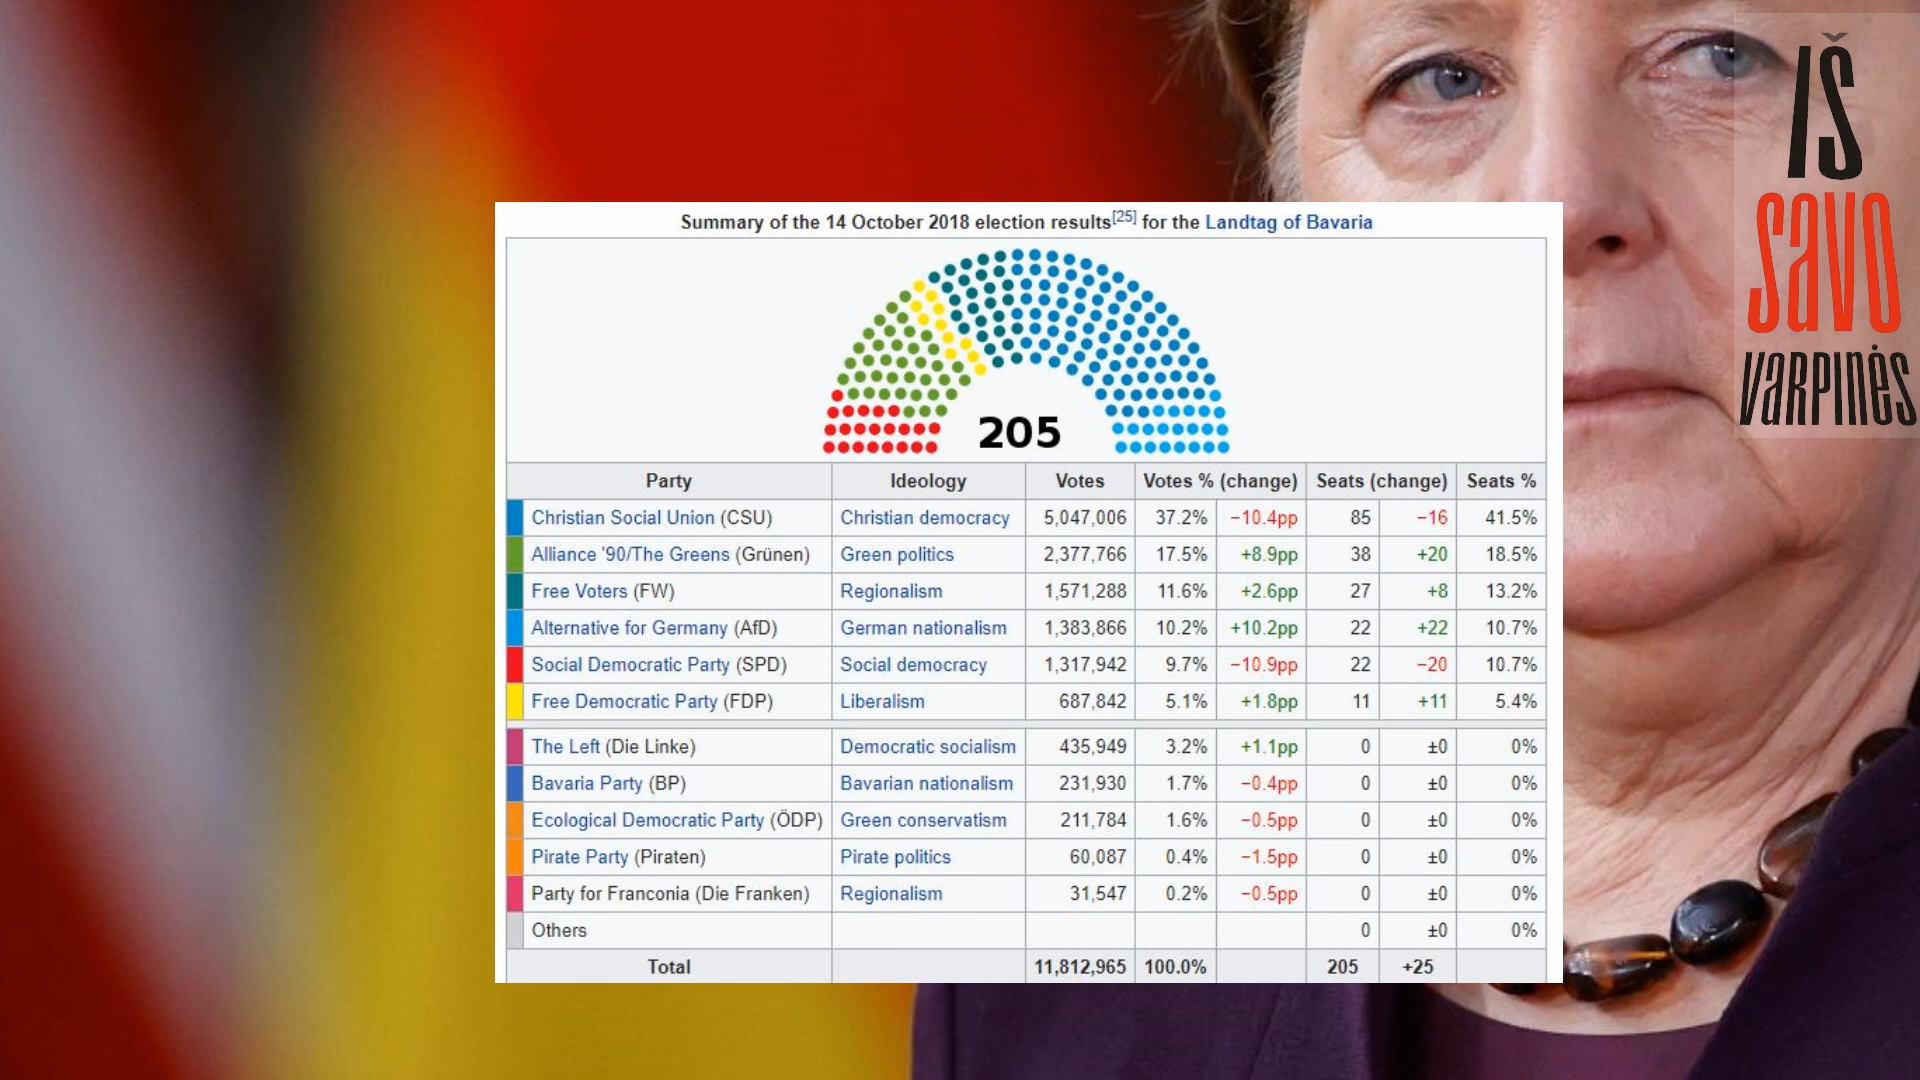 IŠ
SAVO
VARPINĖS
Summary of the 14 October 2018 election results[25] for the Landtag of Bavaria
205
Party Ideology Votes Votes % (change) Seats (change) Seats %
Christian Social Union (CSU) Christian democracy 5,047,006 37.2% −10.4pp 85 −16 41.5%
Alliance '90/The Greens (Grünen) Green politics 2,377,766 17.5% +8.9pp 38 +20 18.5%
Free Voters (FW) Regionalism 1,571,288 11.6% +2.6pp 27 +8 13.2%
Alternative for Germany (AfD) German nationalism 1,383,866 10.2% +10.2pp 22 +22 10.7%
Social Democratic Party (SPD) Social democracy 1,317,942 9.7% −10.9pp 22 −20 10.7%
Free Democratic Party (FDP) Liberalism 687,842 5.1% +1.8pp 11 +11 5.4%
The Left (Die Linke) Democratic socialism 435,949 3.2% +1.1pp 0 ±0 0%
Bavaria Party (BP) Bavarian nationalism 231,930 1.7% −0.4pp 0 ±0 0%
Ecological Democratic Party (ÖDP) Green conservatism 211,784 1.6% −0.5pp 0 ±0 0%
Pirate Party (Piraten) Pirate politics 60,087 0.4% −1.5pp 0 ±0 0%
Party for Franconia (Die Franken) Regionalism 31,547 0.2% −0.5pp 0 ±0 0%
Others 0 ±0 0%
Total 11,812,965 100.0% 205 +25